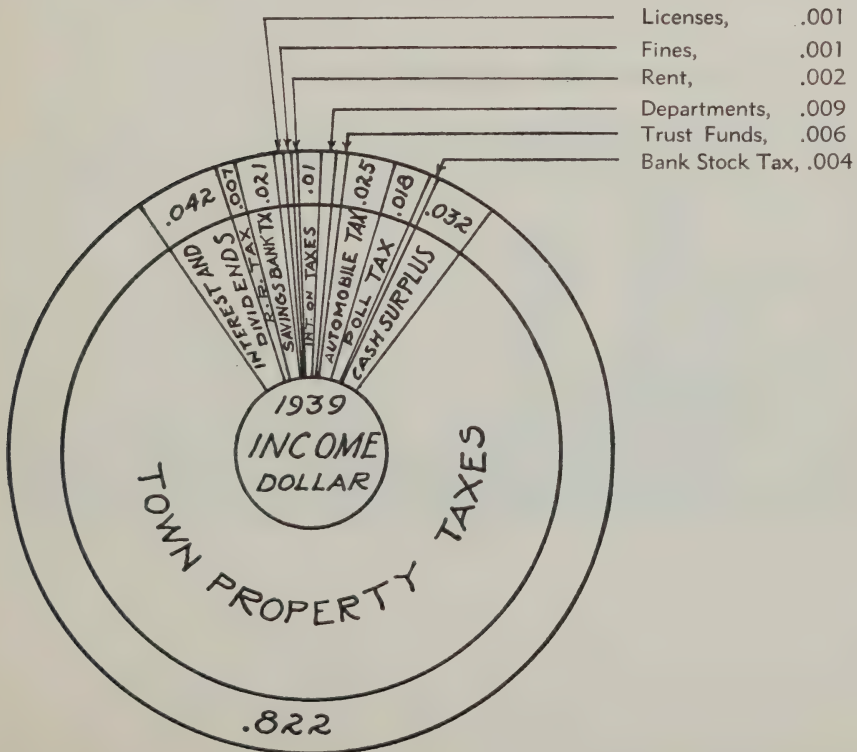 Licenses, .001
Fines, .001
Rent, .002
Departments, .009
Trust Funds, .006
Bank Stock Tax, .004
.042
.007
.021
.01
.025
.018
.032
INTEREST AND
DIVIDENDS
R.R. TAX
SAVINGS BANK TX
INT. ON TAXES
AUTOMOBILE TAX
POLL TAX
CASH SURPLUS
1939
INCOME
DOLLAR
TOWN PROPERTY TAXES
.822